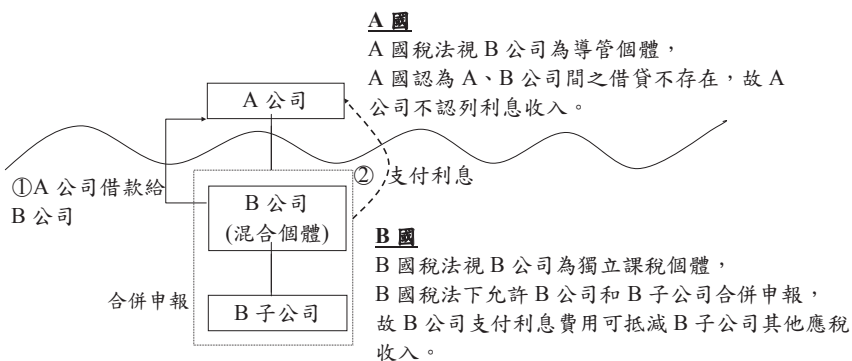 A 國
A 國稅法視 B 公司為導管個體，
A 國認為 A、B 公司間之借貸不存在，故 A
公司不認列利息收入。
A 公司
①A 公司借款給
B 公司
② 支付利息
B 公司
(混合個體)
合併申報
B 子公司
B 國
B 國稅法視 B 公司為獨立課稅個體，
B 國稅法下允許 B 公司和 B 子公司合併申報，
故 B 公司支付利息費用可抵減 B 子公司其他應稅
收入。